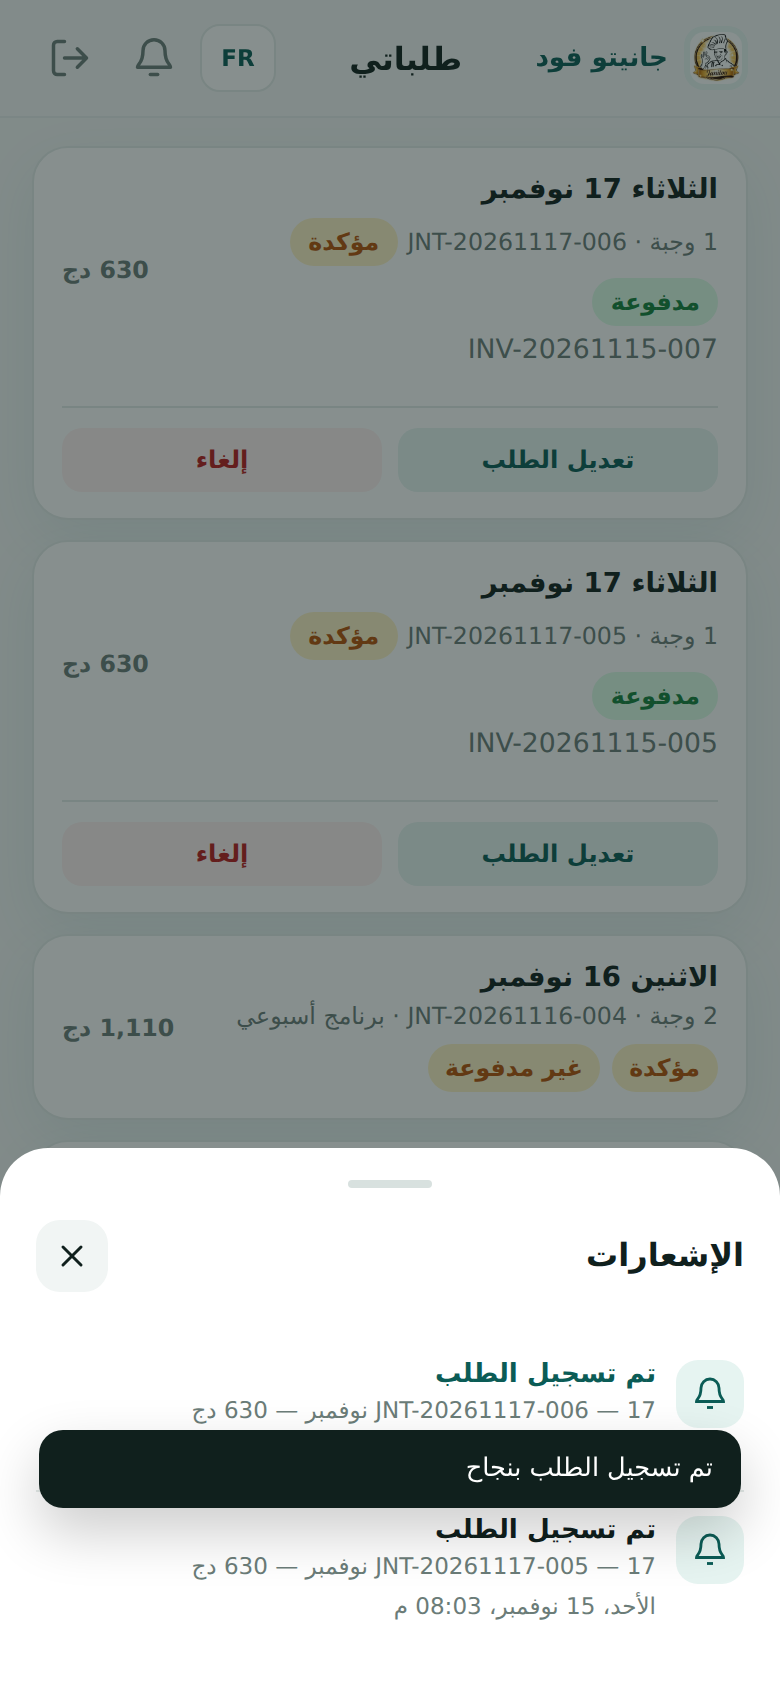 جانيتو فود
طلباتي
FR
الثلاثاء 17 نوفمبر
1 وجبة · JNT-20261117-006 مؤكدة
630 دج
مدفوعة
INV-20261115-007
تعديل الطلب
إلغاء
الثلاثاء 17 نوفمبر
1 وجبة · JNT-20261117-005 مؤكدة
630 دج
مدفوعة
INV-20261115-005
تعديل الطلب
إلغاء
الاثنين 16 نوفمبر
2 وجبة · JNT-20261116-004 · برنامج أسبوعي
1,110 دج
مؤكدة غير مدفوعة
الإشعارات
تم تسجيل الطلب
JNT-20261117-006 — 17 نوفمبر — 630 دج
تم تسجيل الطلب بنجاح
تم تسجيل الطلب
JNT-20261117-005 — 17 نوفمبر — 630 دج
الأحد، 15 نوفمبر، 08:03 م